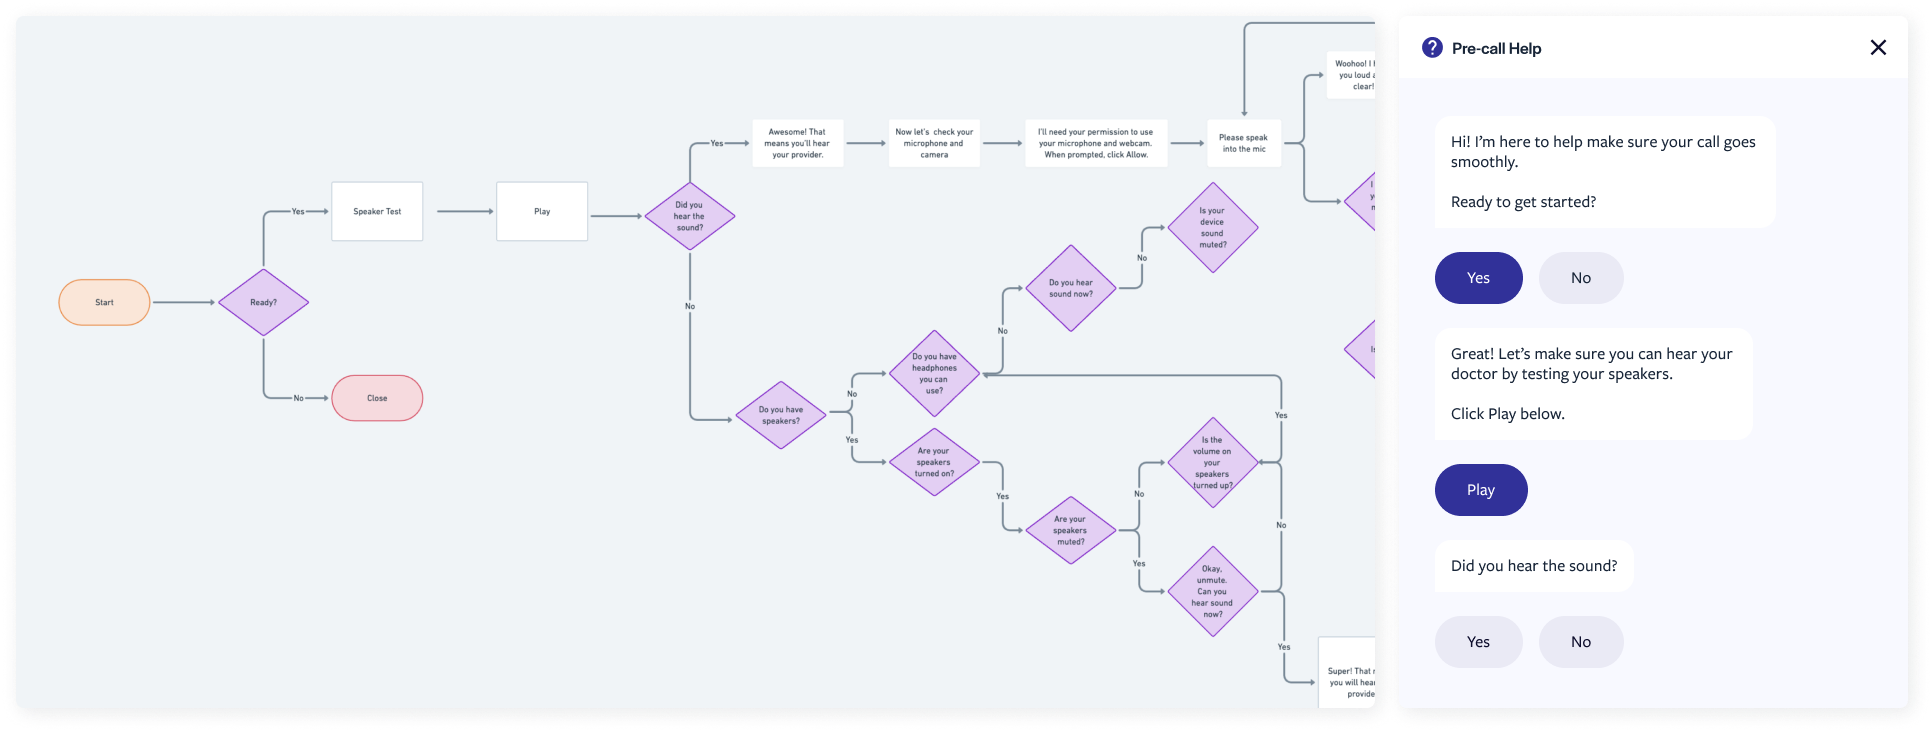 Start
Ready?
Yes
No
Close
Speaker Test
Play
Did you
hear the
sound?
Yes
Awesome! That
means you'll hear
your provider.
Now let's check your
microphone and
camera
I'll need your permission to use
your microphone and webcam.
When prompted, click Allow.
Please speak
into the mic
Woohoo! I
you loud
clear!
I
No
Do you have
speakers?
No
Do you have
headphones
you can
use?
No
Do you hear
sound now?
No
Is your
device
sound
muted?
Yes
Are your
speakers
turned on?
Yes
Are your
speakers
muted?
No
Is the
volume on
your
speakers
turned up?
Yes
No
Yes
Okay,
unmute.
Can you
hear sound
now?
Yes
Super! That
you will hear
provide
Pre-call Help
Hi! I’m here to help make sure your call goes
smoothly.
Ready to get started?
Yes No
Great! Let’s make sure you can hear your
doctor by testing your speakers.
Click Play below.
Play
Did you hear the sound?
Yes No